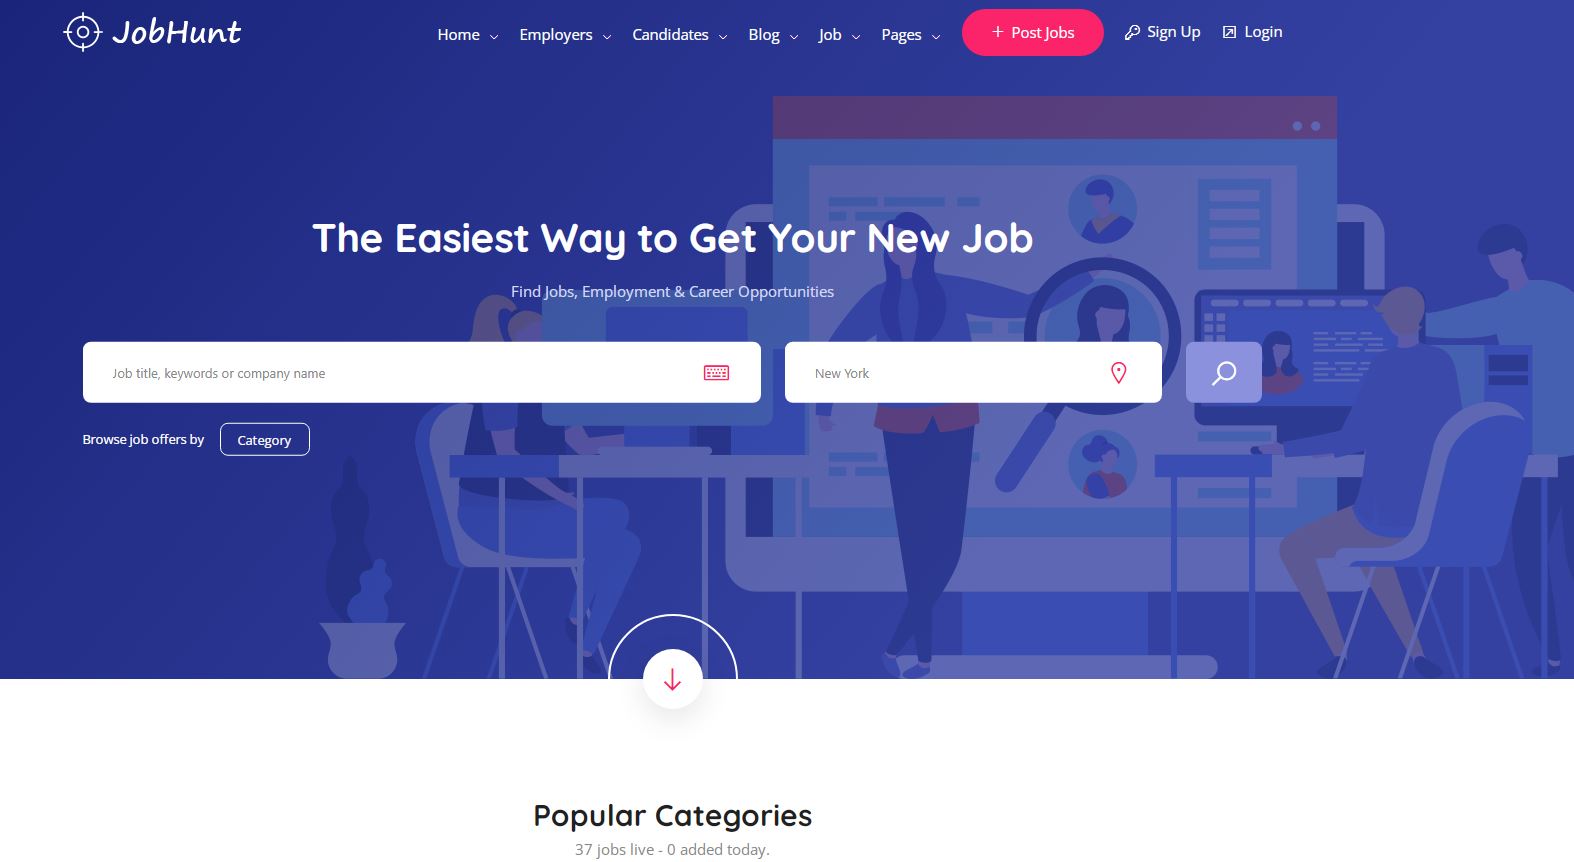 JobHunt
Home Employers Candidates Blog Job Pages + Post Jobs Sign Up Login
The Easiest Way to Get Your New Job
Find Jobs, Employment & Career Opportunities
Job title, keywords or company name
New York
Browse job offers by Category
Popular Categories
37 jobs live - 0 added today.